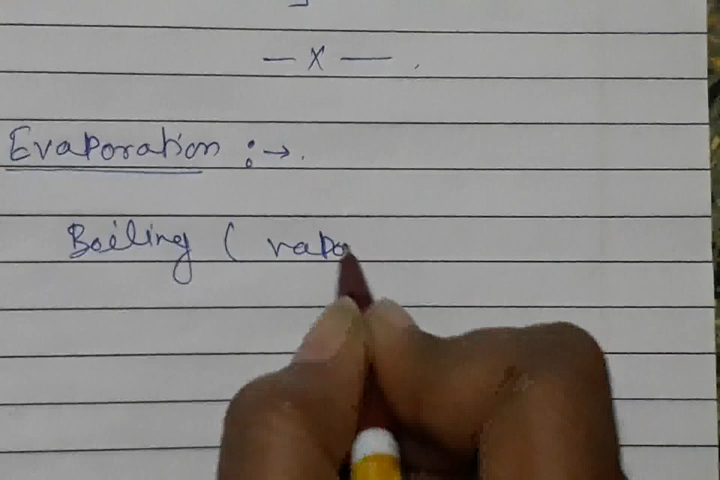 — X — .
Evaporation :→.
Boiling ( vapo